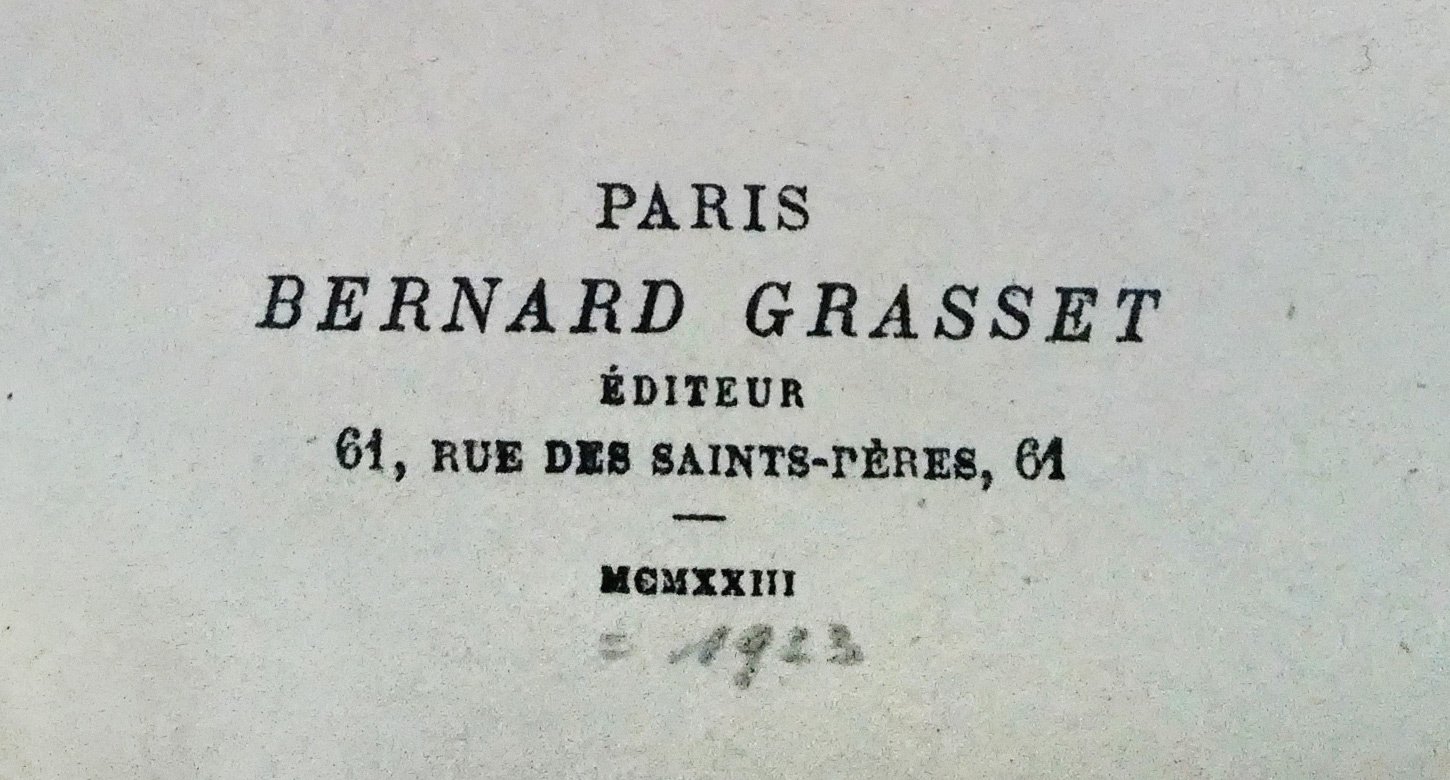 PARIS
BERNARD GRASSET
ÉDITEUR
61, RUE DES SAINTS-PÈRES, 61
MCMXXIII
= 1923